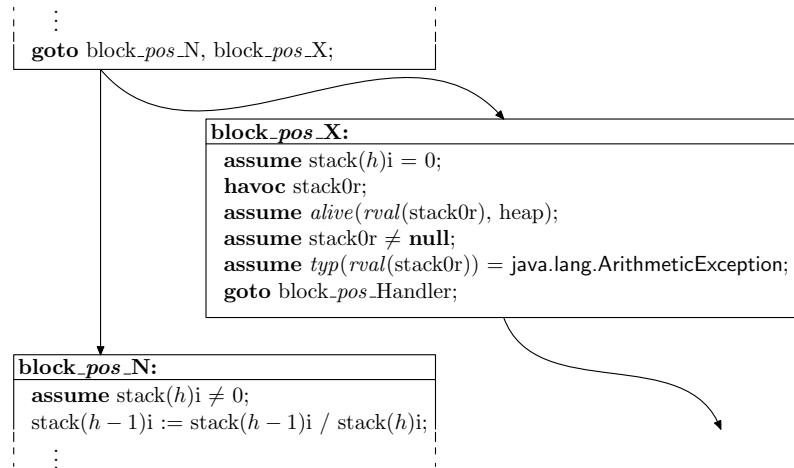 ⋮
goto block_pos_N, block_pos_X;
block_pos_X:
assume stack(h)i = 0;
havoc stack0r;
assume alive(rval(stack0r), heap);
assume stack0r ≠ null;
assume typ(rval(stack0r)) = java.lang.ArithmeticException;
goto block_pos_Handler;
block_pos_N:
assume stack(h)i ≠ 0;
stack(h − 1)i := stack(h − 1)i / stack(h)i;
⋮